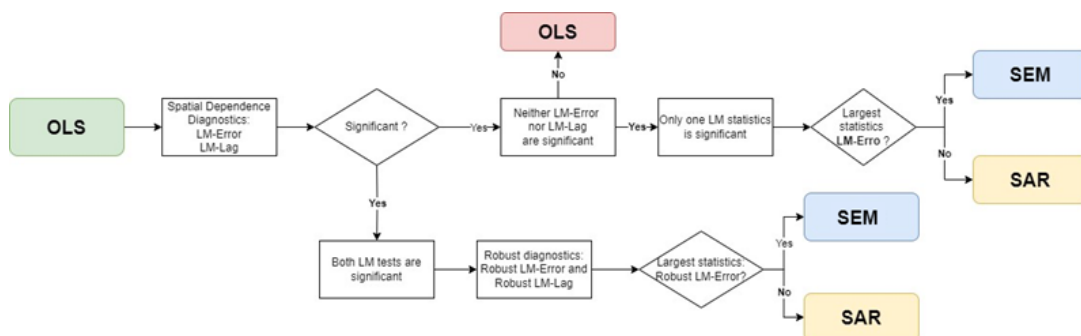 OLS
No
OLS
Spatial Dependence
Diagnostics:
LM-Error
LM-Lag
Significant ?
Yes
Neither LM-Error
nor LM-Lag
are significant
Yes
Only one LM statistics
is significant
Largest
statistics
LM-Erro ?
Yes
SEM
No
SAR
Yes
Both LM tests are
significant
Robust diagnostics:
Robust LM-Error and
Robust LM-Lag
Largest statistics:
Robust LM-Error?
Yes
SEM
No
SAR